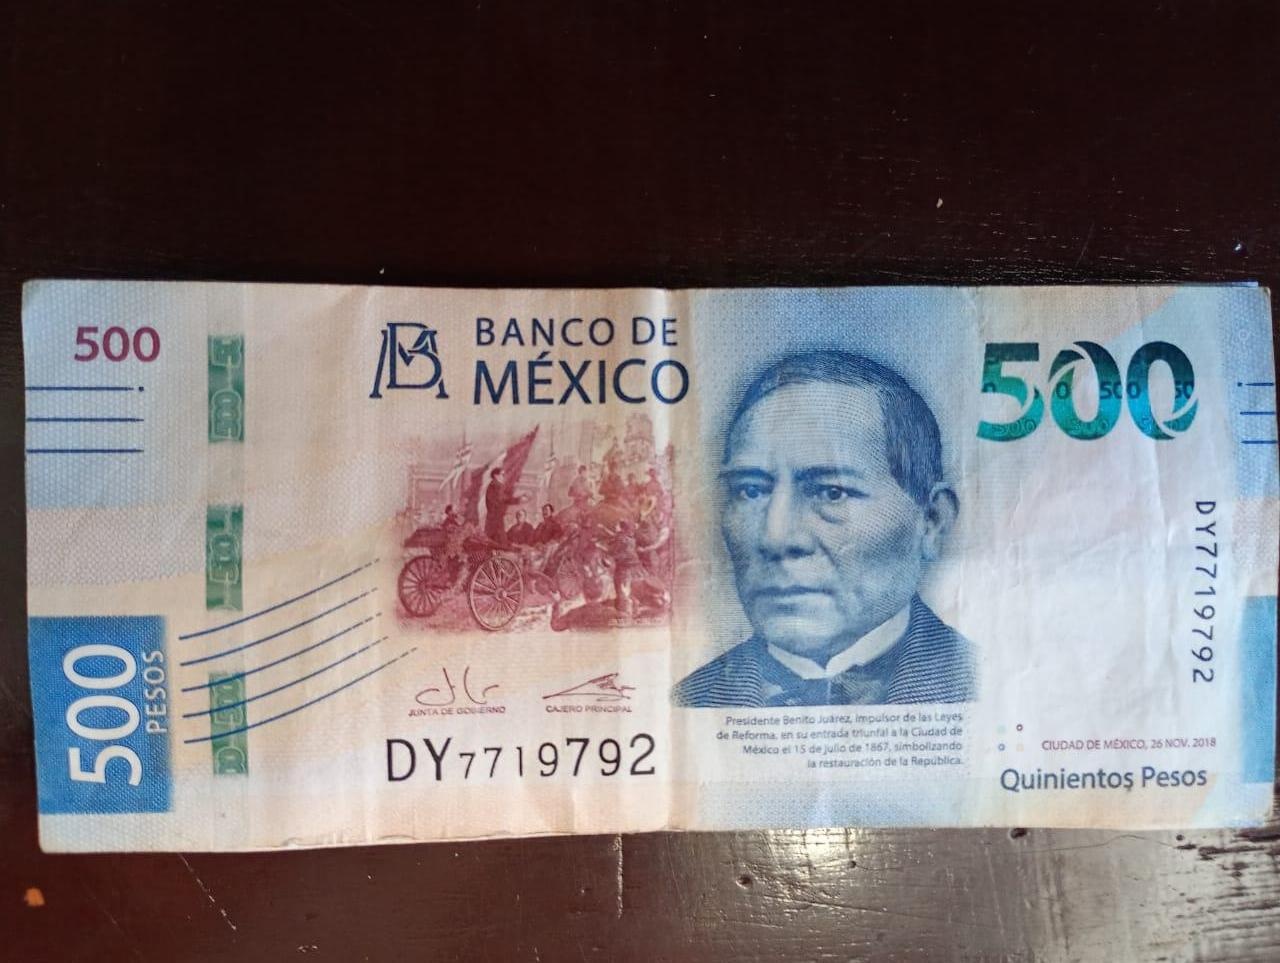 500
BM
BANCO DE
MÉXICO
500
500
PESOS
JUNTA DE GOBIERNO
CAJERO PRINCIPAL
DY7719792
Presidente Benito Juárez, impulsor de las Leyes
de Reforma, en su entrada triunfal a la Ciudad de
México el 15 de julio de 1867, simbolizando
la restauración de la República.
DY7719792
CIUDAD DE MÉXICO, 26 NOV. 2018
Quinientos Pesos